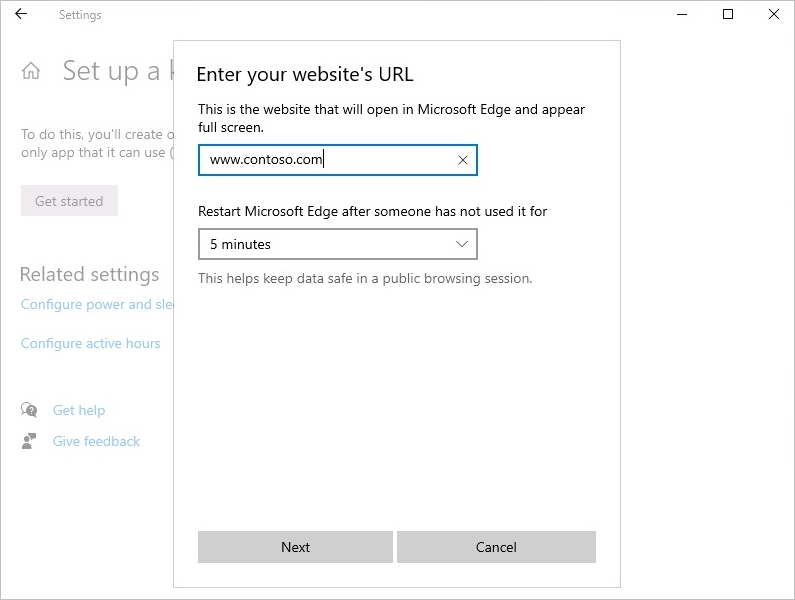 Settings
Set up a k
To do this, you'll create o
only app that it can use (
Get started
Related settings
Configure power and slee
Configure active hours
Get help
Give feedback
Enter your website's URL
This is the website that will open in Microsoft Edge and appear
full screen.
www.contoso.com
Restart Microsoft Edge after someone has not used it for
5 minutes
This helps keep data safe in a public browsing session.
Next
Cancel